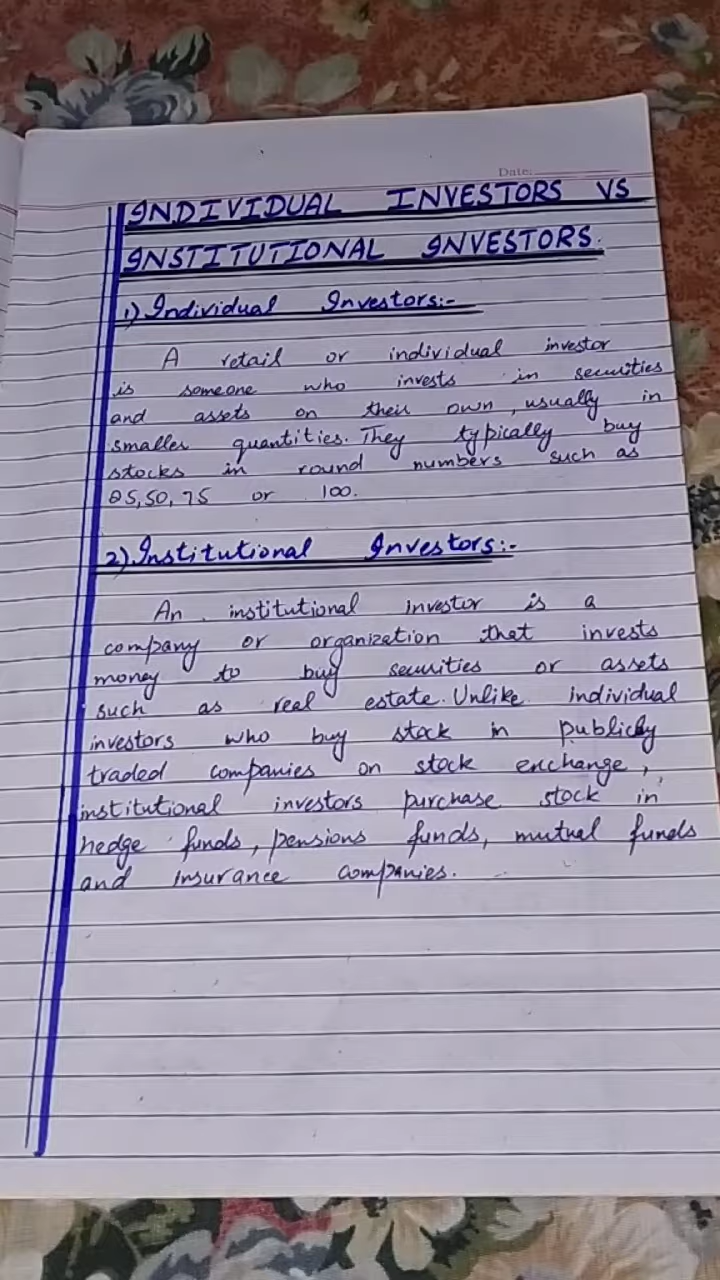 Date:
INDIVIDUAL INVESTORS VS
INSTITUTIONAL INVESTORS.
1) Individual Investors:-
A retail or individual investor
is someone who invests in securities
and assets on their own, usually in
smaller quantities. They typically buy
stocks in round numbers such as
25, 50, 75 or 100.
2) Institutional Investors:-
An institutional investor is a
company or organization that invests
money to buy securities or assets
such as real estate. Unlike individual
investors who buy stock in publicly
traded companies on stock exchange,
institutional investors purchase stock in
hedge funds, pensions funds, mutual funds
and insurance companies.